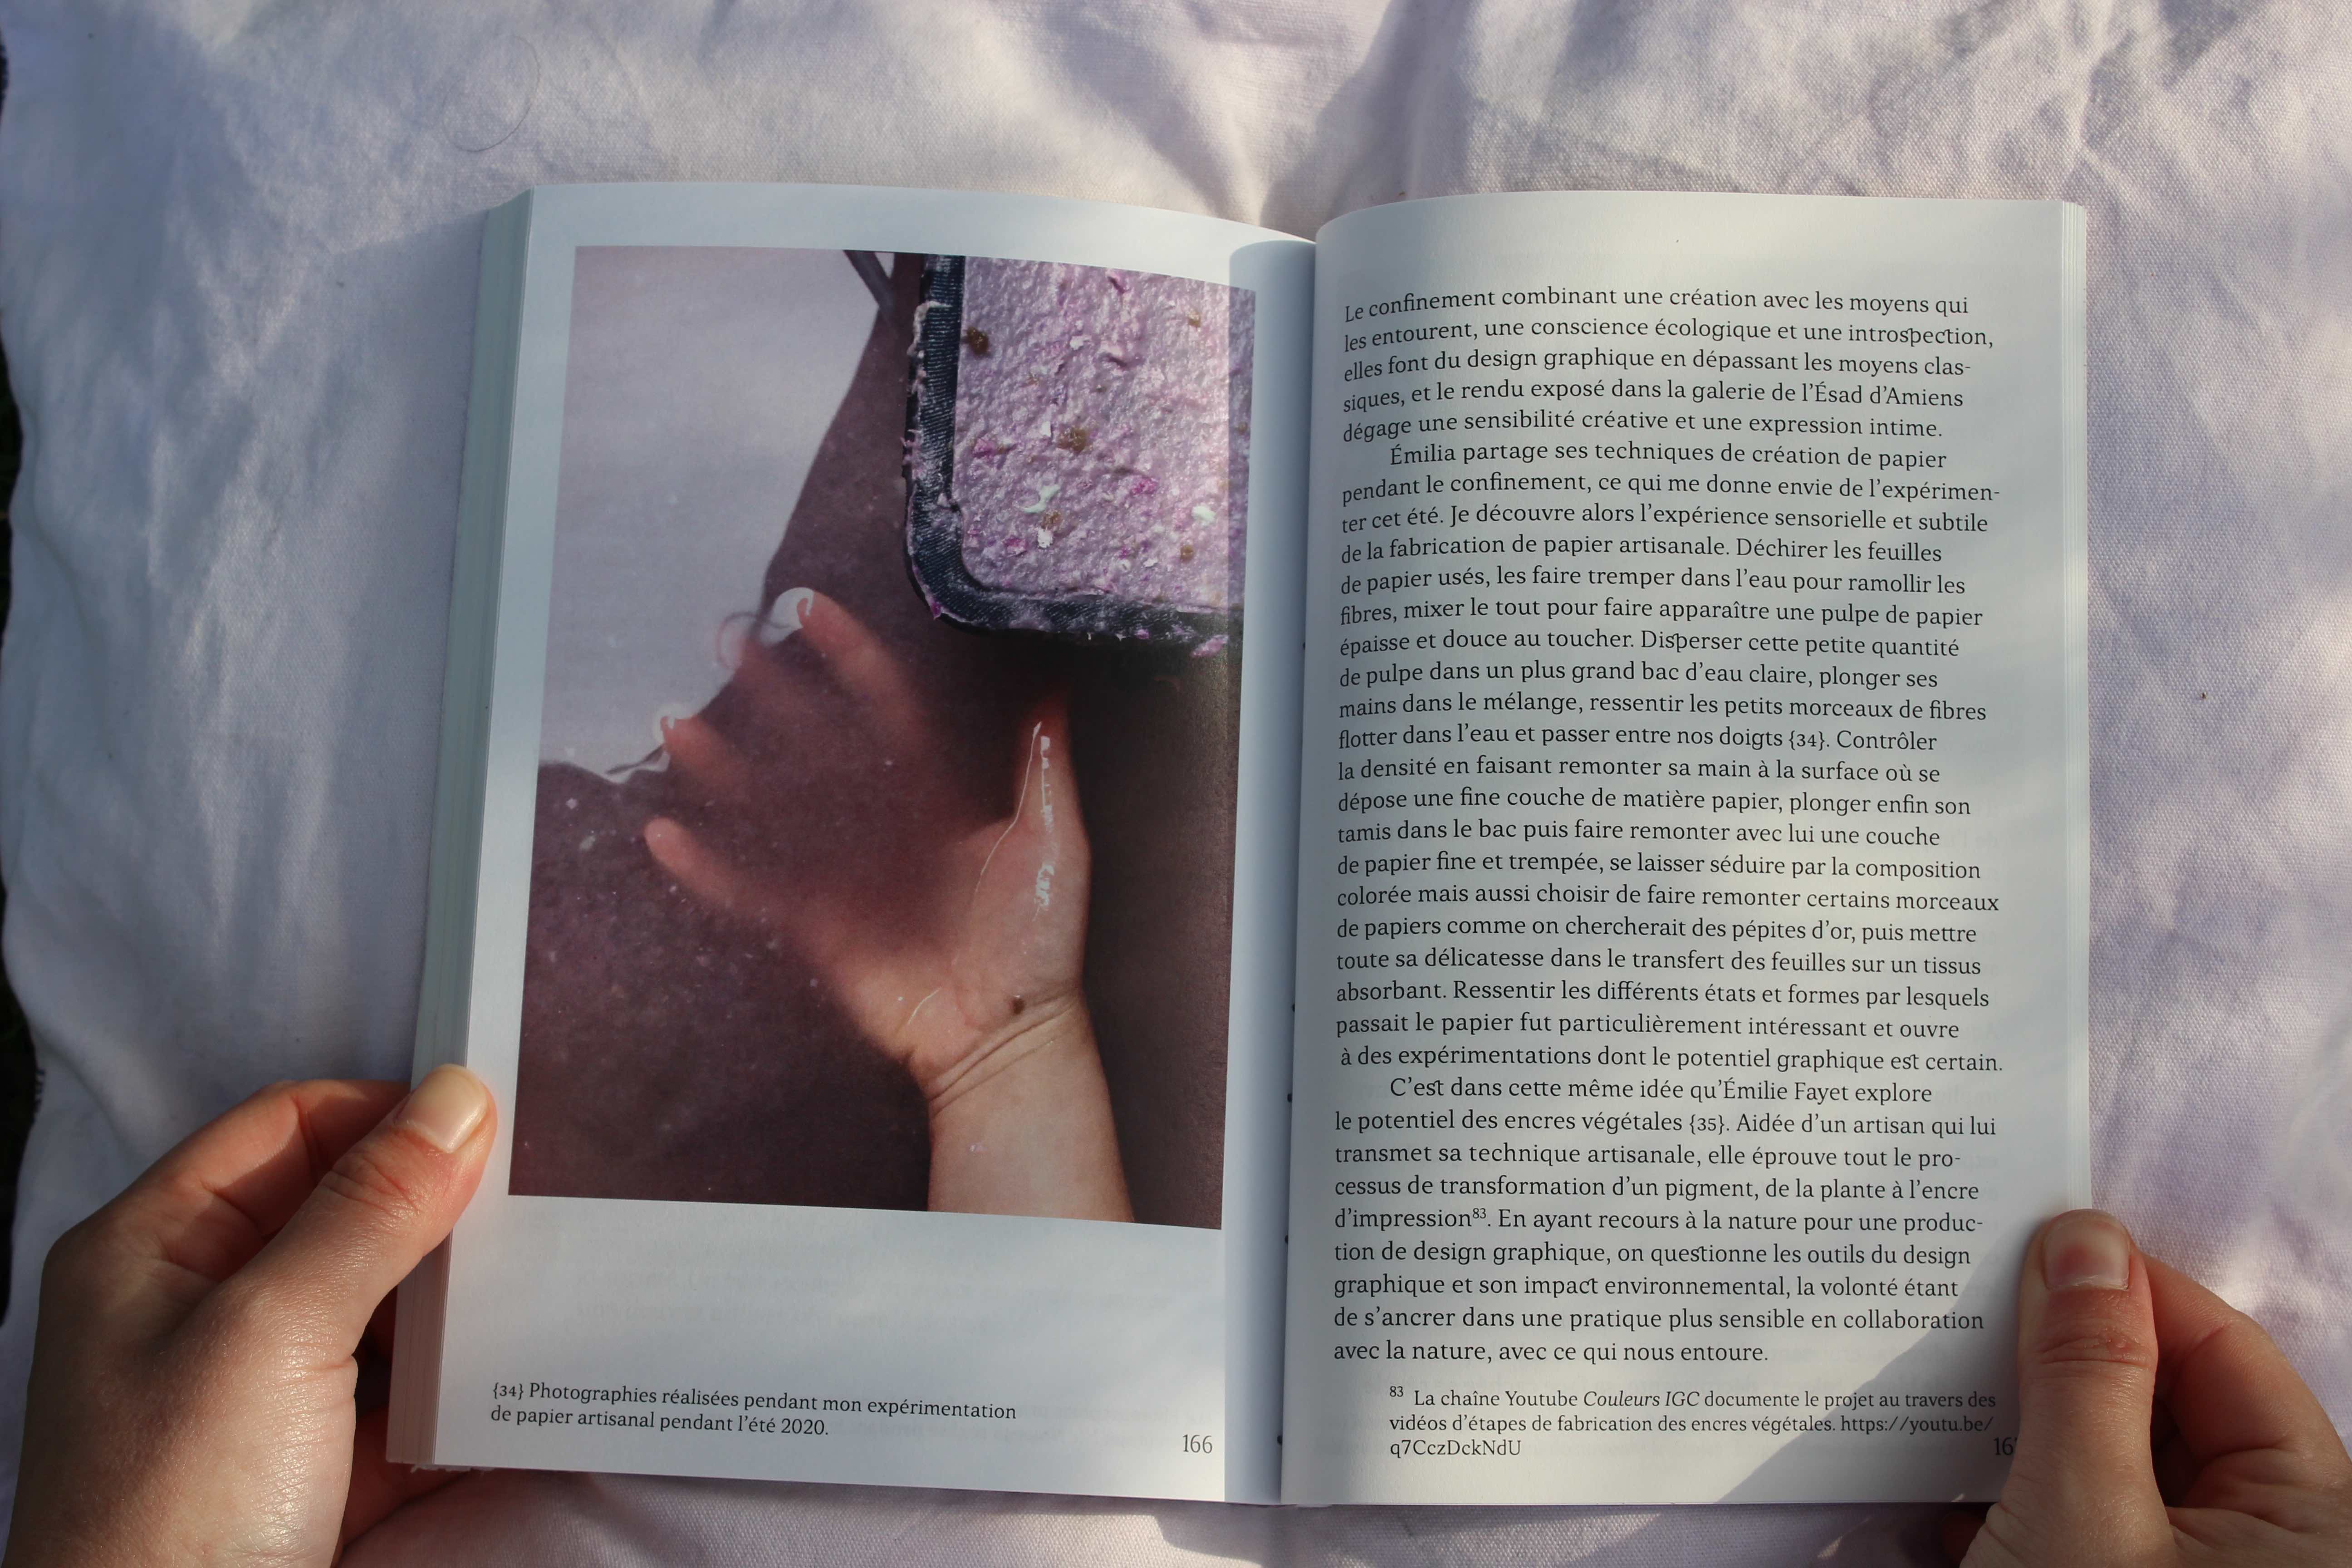 {34} Photographies réalisées pendant mon expérimentation
de papier artisanal pendant l'été 2020.
166
Le confinement combinant une création avec les moyens qui
les entourent, une conscience écologique et une introspection,
elles font du design graphique en dépassant les moyens clas-
siques, et le rendu exposé dans la galerie de l'Ésad d'Amiens
dégage une sensibilité créative et une expression intime.
Émilia partage ses techniques de création de papier
pendant le confinement, ce qui me donne envie de l'expérimen-
ter cet été. Je découvre alors l'expérience sensorielle et subtile
de la fabrication de papier artisanale. Déchirer les feuilles
de papier usés, les faire tremper dans l'eau pour ramollir les
fibres, mixer le tout pour faire apparaître une pulpe de papier
épaisse et douce au toucher. Disperser cette petite quantité
de pulpe dans un plus grand bac d'eau claire, plonger ses
mains dans le mélange, ressentir les petits morceaux de fibres
flotter dans l'eau et passer entre nos doigts {34}. Contrôler
la densité en faisant remonter sa main à la surface où se
dépose une fine couche de matière papier, plonger enfin son
tamis dans le bac puis faire remonter avec lui une couche
de papier fine et trempée, se laisser séduire par la composition
colorée mais aussi choisir de faire remonter certains morceaux
de papiers comme on chercherait des pépites d'or, puis mettre
toute sa délicatesse dans le transfert des feuilles sur un tissus
absorbant. Ressentir les différents états et formes par lesquels
passait le papier fut particulièrement intéressant et ouvre
à des expérimentations dont le potentiel graphique est certain.
C'est dans cette même idée qu'Émilie Fayet explore
le potentiel des encres végétales {35}. Aidée d'un artisan qui lui
transmet sa technique artisanale, elle éprouve tout le pro-
cessus de transformation d'un pigment, de la plante à l'encre
d'impression⁸³. En ayant recours à la nature pour une produc-
tion de design graphique, on questionne les outils du design
graphique et son impact environnemental, la volonté étant
de s'ancrer dans une pratique plus sensible en collaboration
avec la nature, avec ce qui nous entoure.
83 La chaîne Youtube Couleurs IGC documente le projet au travers des
vidéos d'étapes de fabrication des encres végétales. https://youtu.be/
q7CczDckNdU